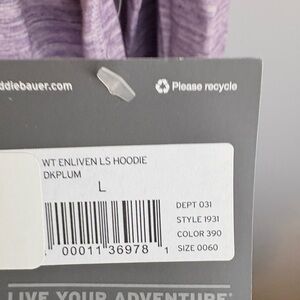 ddiebauer.com
Please recycle
WT ENLIVEN LS HOODIE
DKPLUM
L
DEPT 031
STYLE 1931
COLOR 390
SIZE 0060
00011 36978 1
LIVE YOUR ADVENTURE